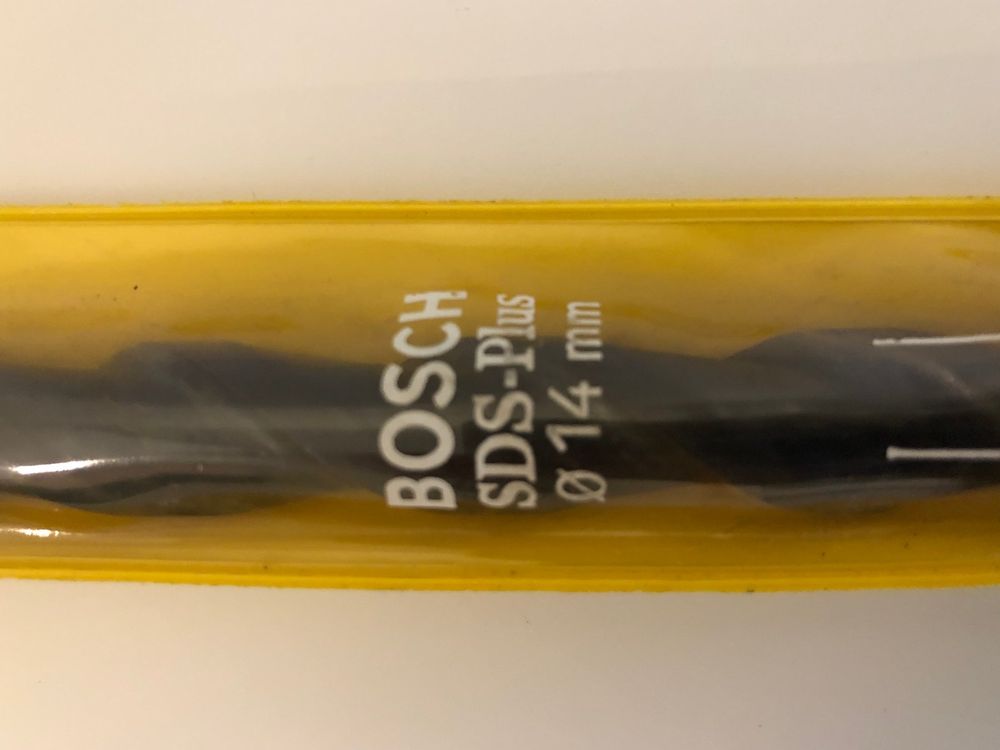 BOSCH
SDS-Plus
Ø 14 mm